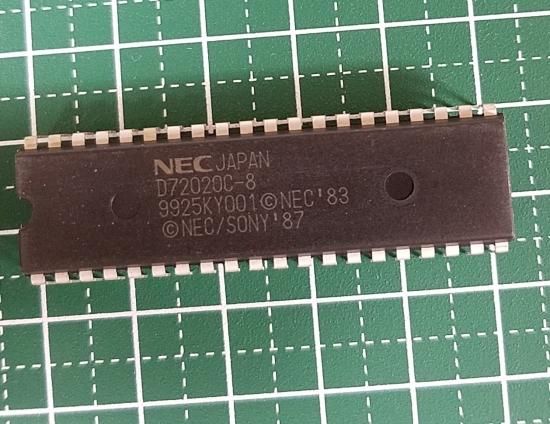 NEC JAPAN
D72020C-8
9925KY001©NEC'83
©NEC/SONY'87